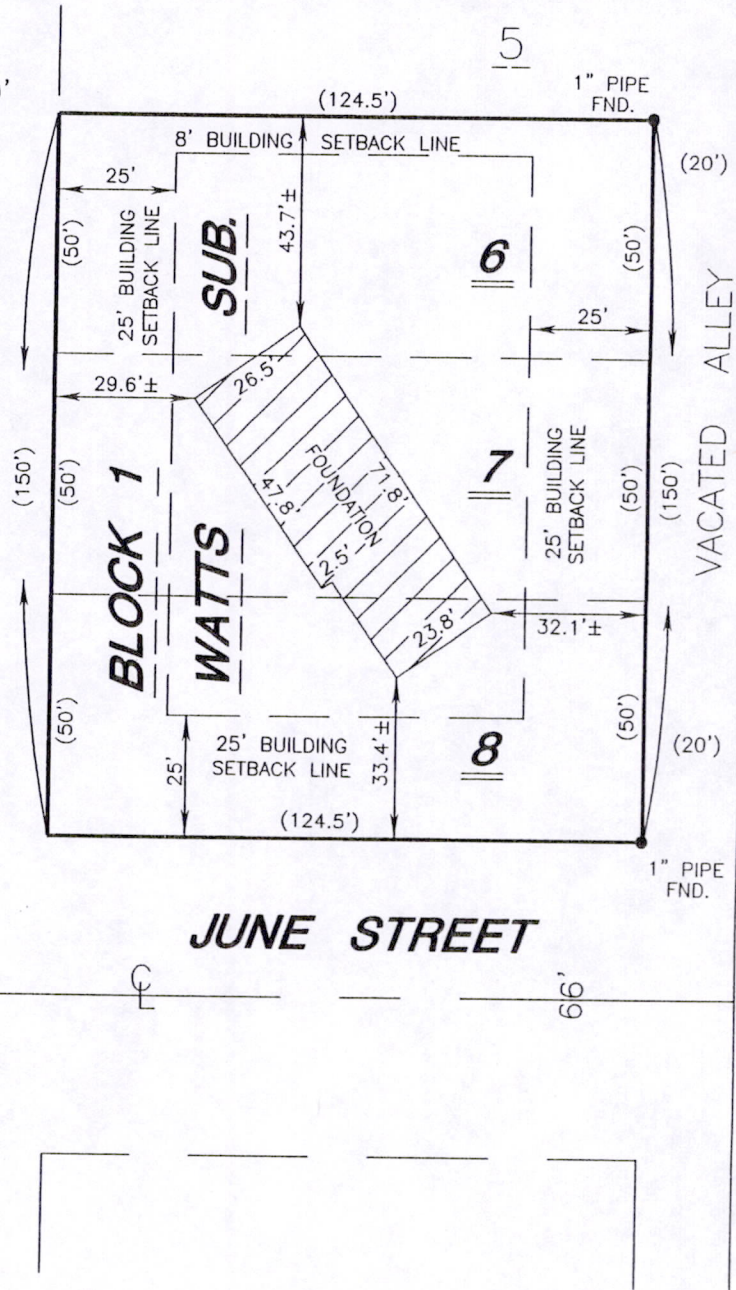 5
(124.5')
1" PIPE
FND.
8' BUILDING SETBACK LINE
(20')
25'
(50')
25' BUILDING
SETBACK LINE
SUB.
43.7'±
6
(50')
25'
VACATED ALLEY
29.6'±
26.5'
(150')
(50')
FOUNDATION
71.8'
47.8'
7
25' BUILDING
SETBACK LINE
(50')
(150')
BLOCK 1
WATTS
2.5'
23.8'
32.1'±
(50')
25'
25' BUILDING
SETBACK LINE
33.4'±
8
(50')
(20')
(124.5')
1" PIPE
FND.
JUNE STREET
CL
66'